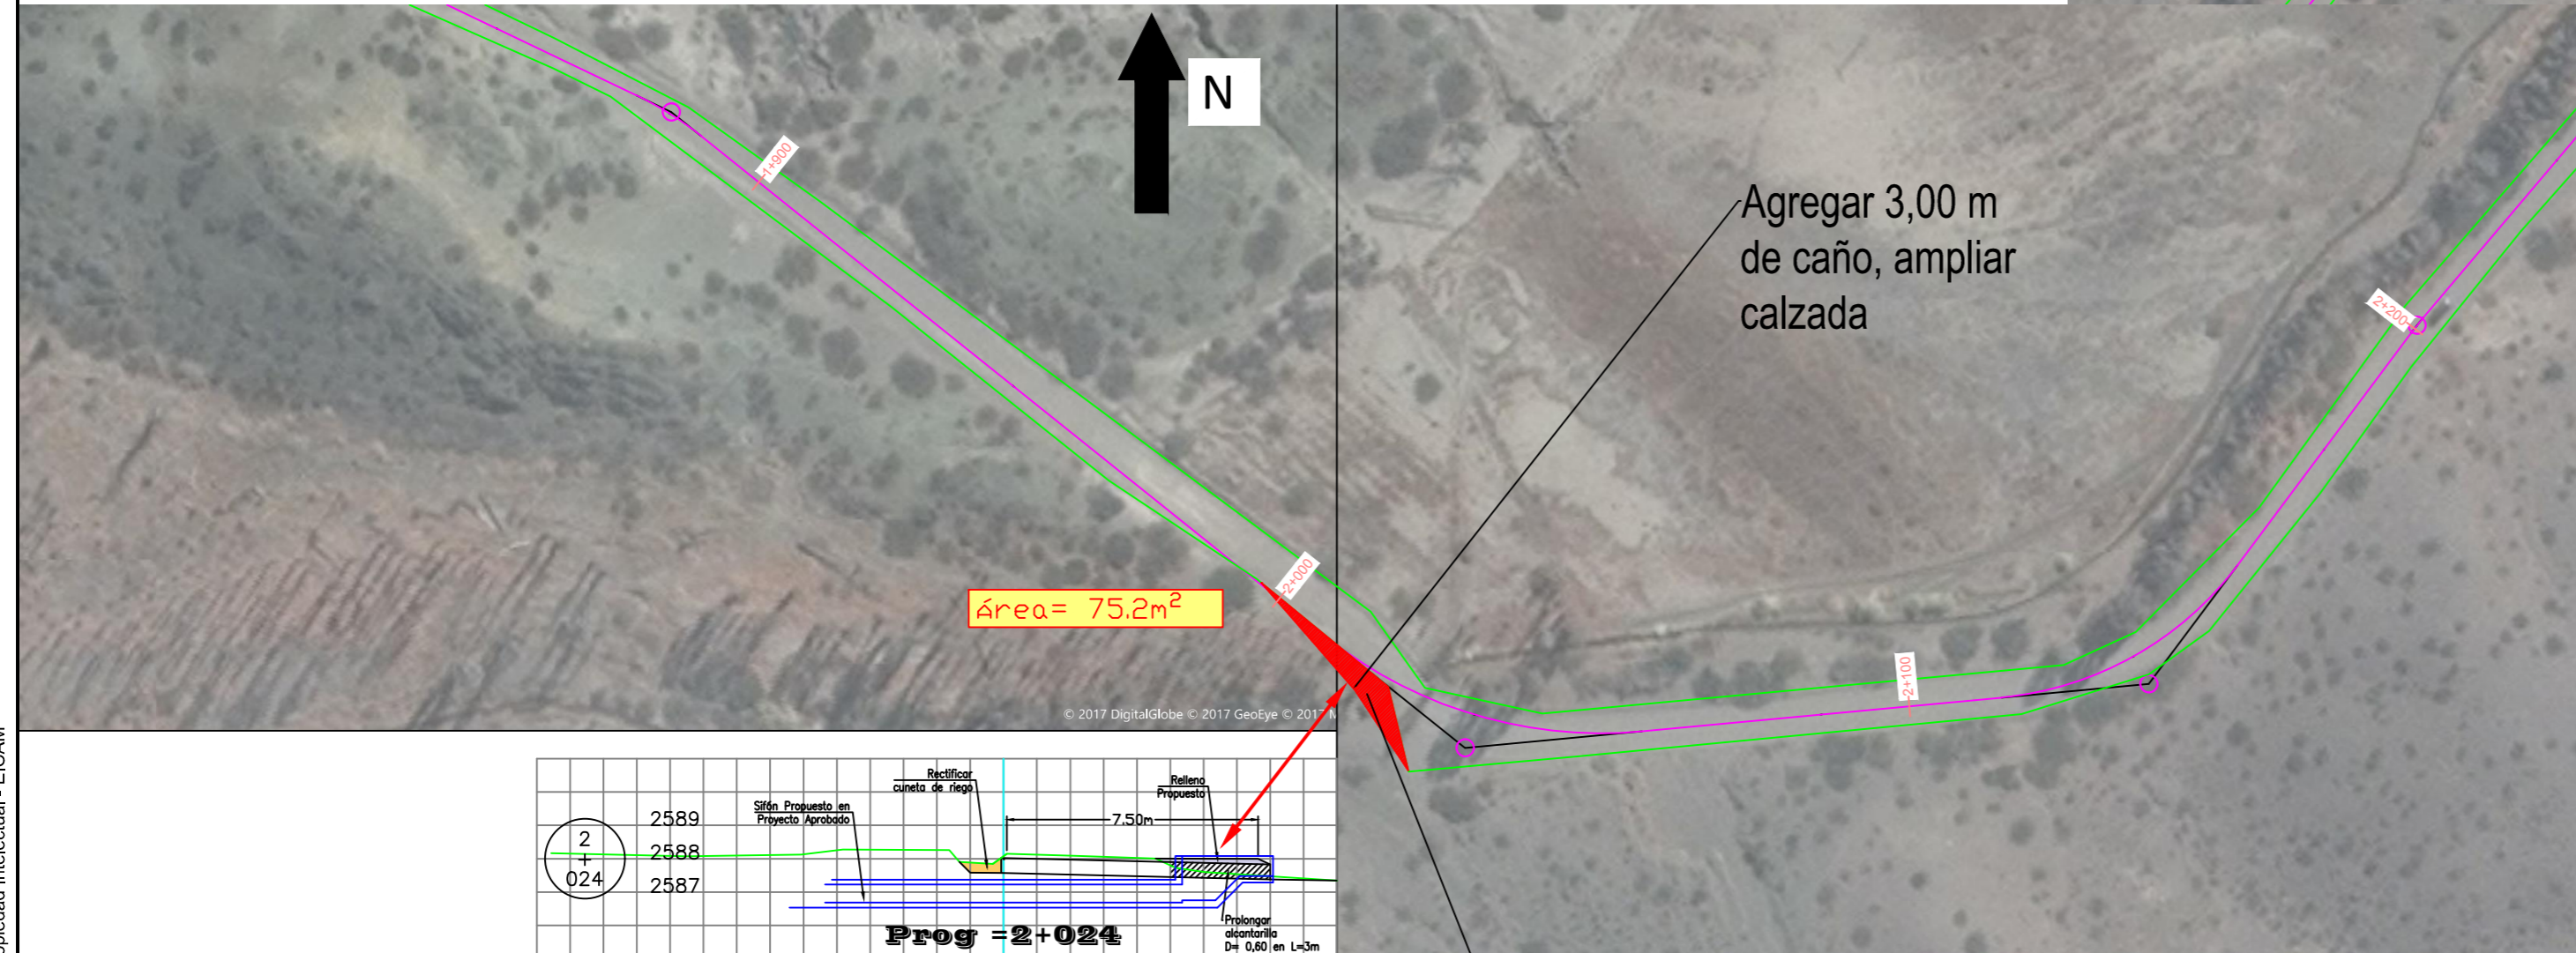 N
1+900
Agregar 3,00 m
de caño, ampliar
calzada
2+200
2+000
Área= 75.2m²
2+100
© 2017 DigitalGlobe © 2017 GeoEye © 2017
Rectificar
cuneta de riego
Relleno
Propuesto
Sifón Propuesto en
Proyecto Aprobado
7.50m
2589
2588
2587
2
+
024
Prolongar
alcantarilla
D= 0,60 en L=3m
Prog =2+024
Intelectual - EICAM